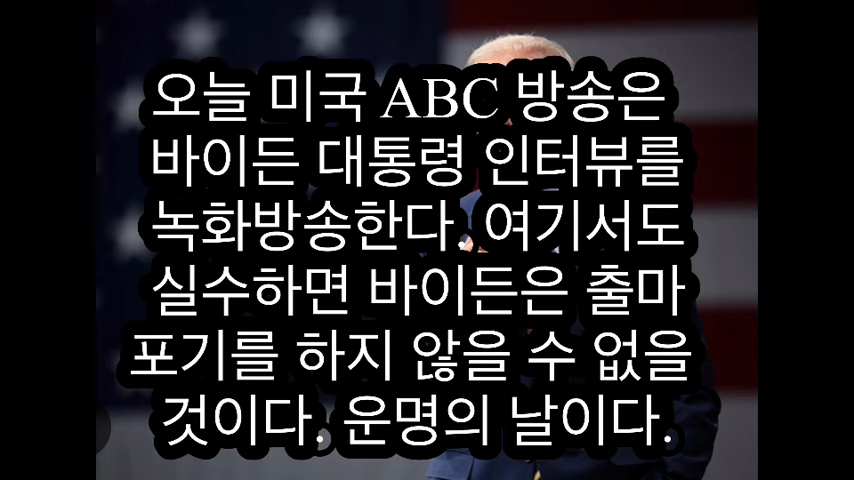 오늘 미국 ABC 방송은
바이든 대통령 인터뷰를
녹화방송한다. 여기서도
실수하면 바이든은 출마
포기를 하지 않을 수 없을
것이다. 운명의 날이다.